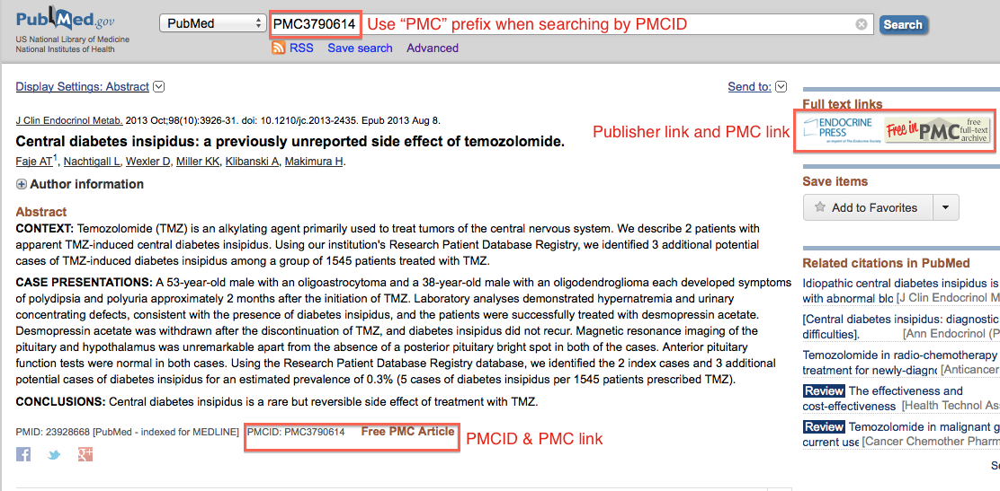 PubMed.gov
US National Library of Medicine
National Institutes of Health
PubMed
PMC3790614
Use “PMC” prefix when searching by PMCID
Search
RSS Save search Advanced
Display Settings: Abstract
Send to:
J Clin Endocrinol Metab. 2013 Oct;98(10):3926-31. doi: 10.1210/jc.2013-2435. Epub 2013 Aug 8.
Central diabetes insipidus: a previously unreported side effect of temozolomide.
Faje AT1, Nachtigall L, Wexler D, Miller KK, Klibanski A, Makimura H.
Author information
Abstract
CONTEXT: Temozolomide (TMZ) is an alkylating agent primarily used to treat tumors of the central nervous system. We describe 2 patients with
apparent TMZ-induced central diabetes insipidus. Using our institution's Research Patient Database Registry, we identified 3 additional potential
cases of TMZ-induced diabetes insipidus among a group of 1545 patients treated with TMZ.
CASE PRESENTATIONS: A 53-year-old male with an oligoastrocytoma and a 38-year-old male with an oligodendroglioma each developed symptoms
of polydipsia and polyuria approximately 2 months after the initiation of TMZ. Laboratory analyses demonstrated hypernatremia and urinary
concentrating defects, consistent with the presence of diabetes insipidus, and the patients were successfully treated with desmopressin acetate.
Desmopressin acetate was withdrawn after the discontinuation of TMZ, and diabetes insipidus did not recur. Magnetic resonance imaging of the
pituitary and hypothalamus was unremarkable apart from the absence of a posterior pituitary bright spot in both of the cases. Anterior pituitary
function tests were normal in both cases. Using the Research Patient Database Registry database, we identified the 2 index cases and 3 additional
potential cases of diabetes insipidus for an estimated prevalence of 0.3% (5 cases of diabetes insipidus per 1545 patients prescribed TMZ).
CONCLUSIONS: Central diabetes insipidus is a rare but reversible side effect of treatment with TMZ.
PMID: 23928668 [PubMed - indexed for MEDLINE] PMCID: PMC3790614 Free PMC Article
PMCID & PMC link
Full text links
Publisher link and PMC link
ENDOCRINE
PRESS
an imprint of The Endocrine Society
Free in PMC
free
full-text
archive
Save items
Add to Favorites
Related citations in PubMed
Idiopathic central diabetes insipidus is
with abnormal blo [J Clin Endocrinol M
[Central diabetes insipidus: diagnostic
difficulties]. [Ann Endocrinol (P
Temozolomide in radio-chemotherapy
treatment for newly-diagno [Anticancer
Review The effectiveness and
cost-effectiveness [Health Technol Ass
Review Temozolomide in malignant g
current use [Cancer Chemother Pharm
Se